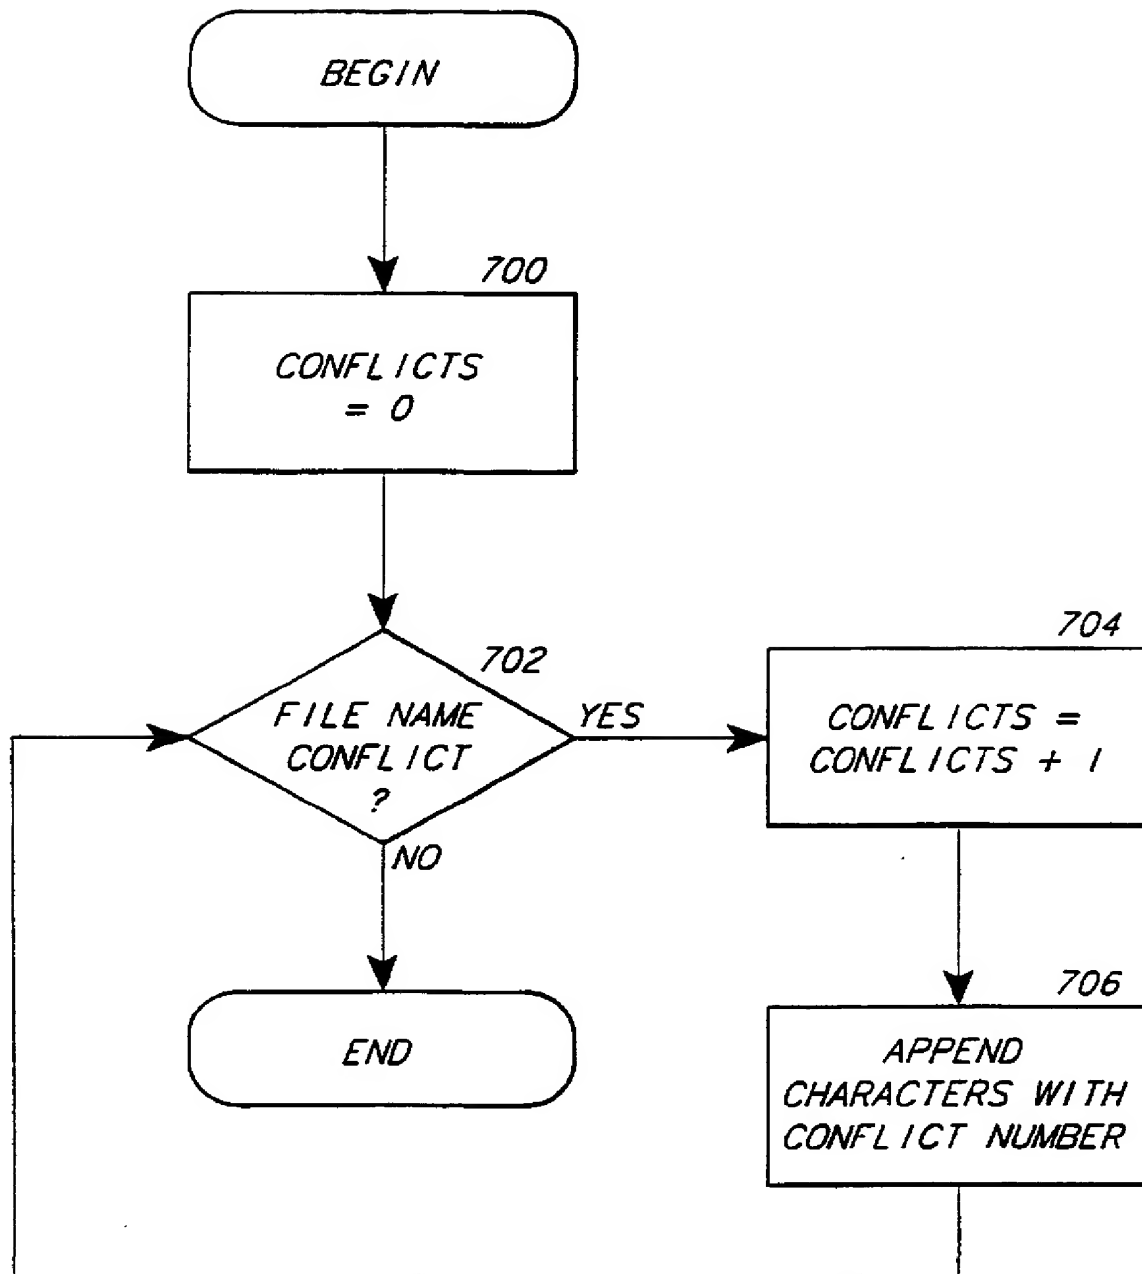 BEGIN
700
CONFLICTS
= 0
702
FILE NAME
CONFLICT
?
YES
NO
704
CONFLICTS =
CONFLICTS + 1
706
APPEND
CHARACTERS WITH
CONFLICT NUMBER
END